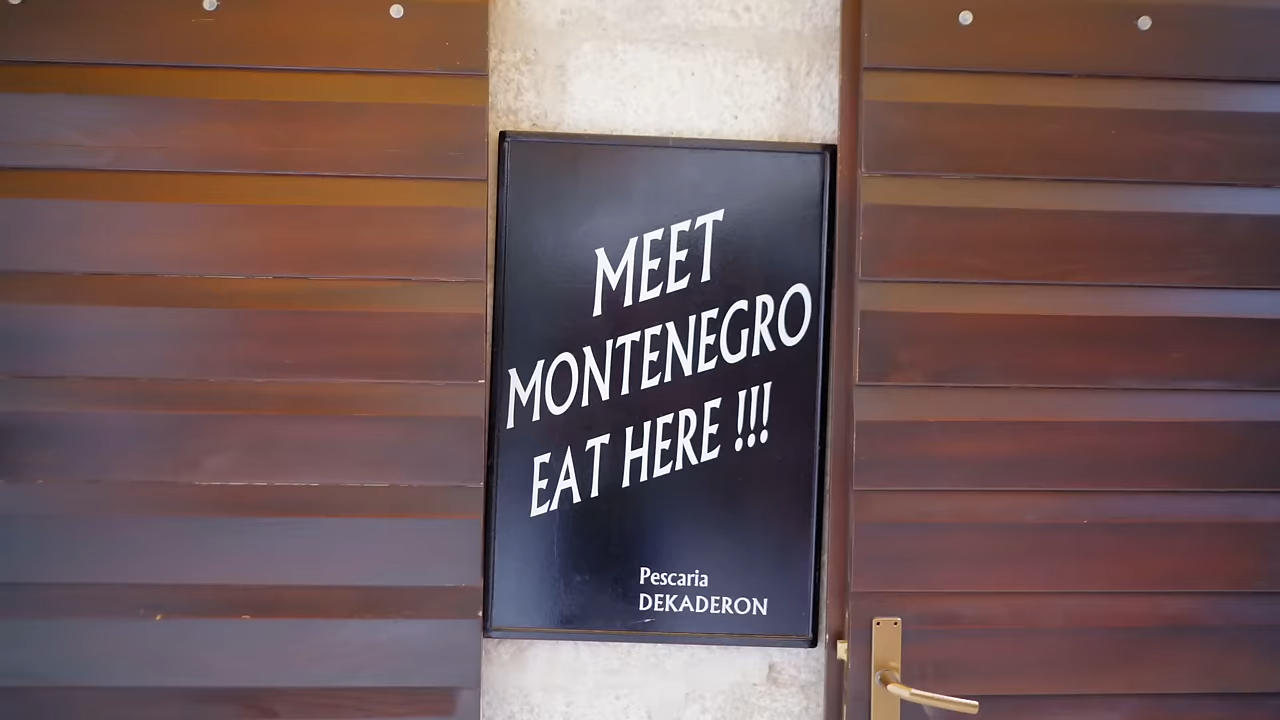 MEET
MONTENEGRO
EAT HERE !!!
Pescaria
DEKADERON